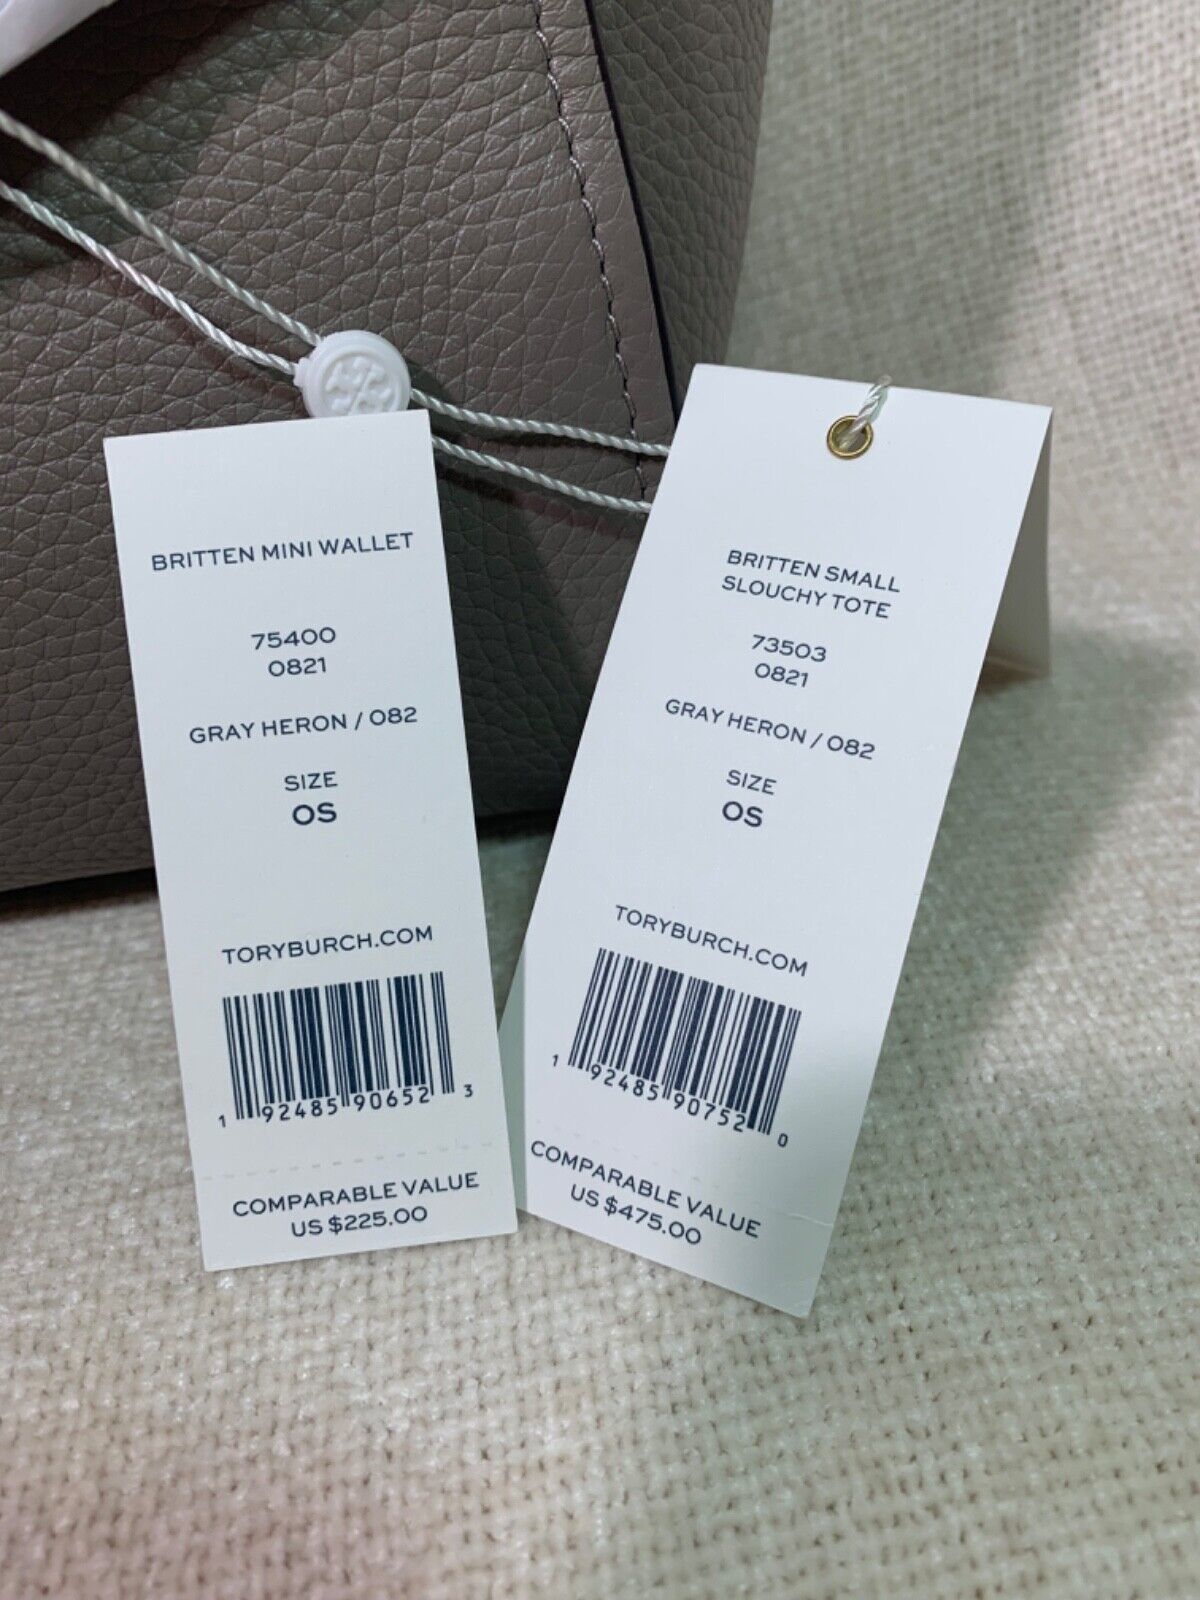 BRITTEN MINI WALLET
75400
0821
GRAY HERON / 082
SIZE
OS
TORYBURCH.COM
1 92485 90652 3
COMPARABLE VALUE
US $225.00
BRITTEN SMALL
SLOUCHY TOTE
73503
0821
GRAY HERON / 082
SIZE
OS
TORYBURCH.COM
1 92485 90752 0
COMPARABLE VALUE
US $475.00